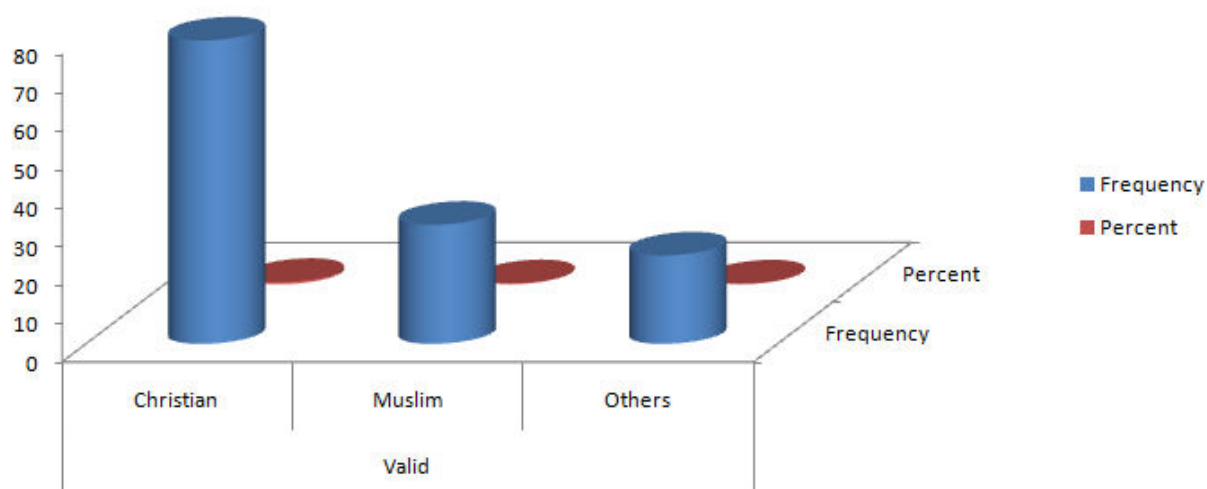 80
70
60
50
40
30
20
10
0
Christian
Muslim
Others
Valid
Percent
Frequency
Frequency
Percent